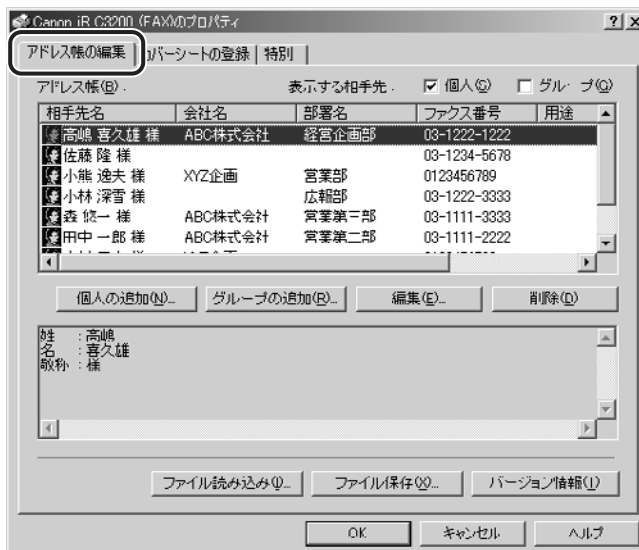 Canon iR C3200 (FAX)のプロパティ
アドレス帳の編集 カバーシートの登録 特別
アドレス帳(B): 表示する相手先: 個人(S) グループ(G)
相手先名 会社名 部署名 ファクス番号 用途
高嶋 喜久雄 様 ABC株式会社 経営企画部 03-1222-1222
佐藤 隆 様 03-1234-5678
小熊 逸夫 様 XYZ企画 営業部 0123456789
小林 深雪 様 広報部 03-1222-3333
森 悠一 様 ABC株式会社 営業第三部 03-1111-3333
田中 一郎 様 ABC株式会社 営業第二部 03-1111-2222
個人の追加(N)... グループの追加(R)... 編集(E)... 削除(D)
姓 : 高嶋
名 : 喜久雄
敬称 : 様
ファイル読み込み(I)... ファイル保存(X)... バージョン情報(I)
OK キャンセル ヘルプ